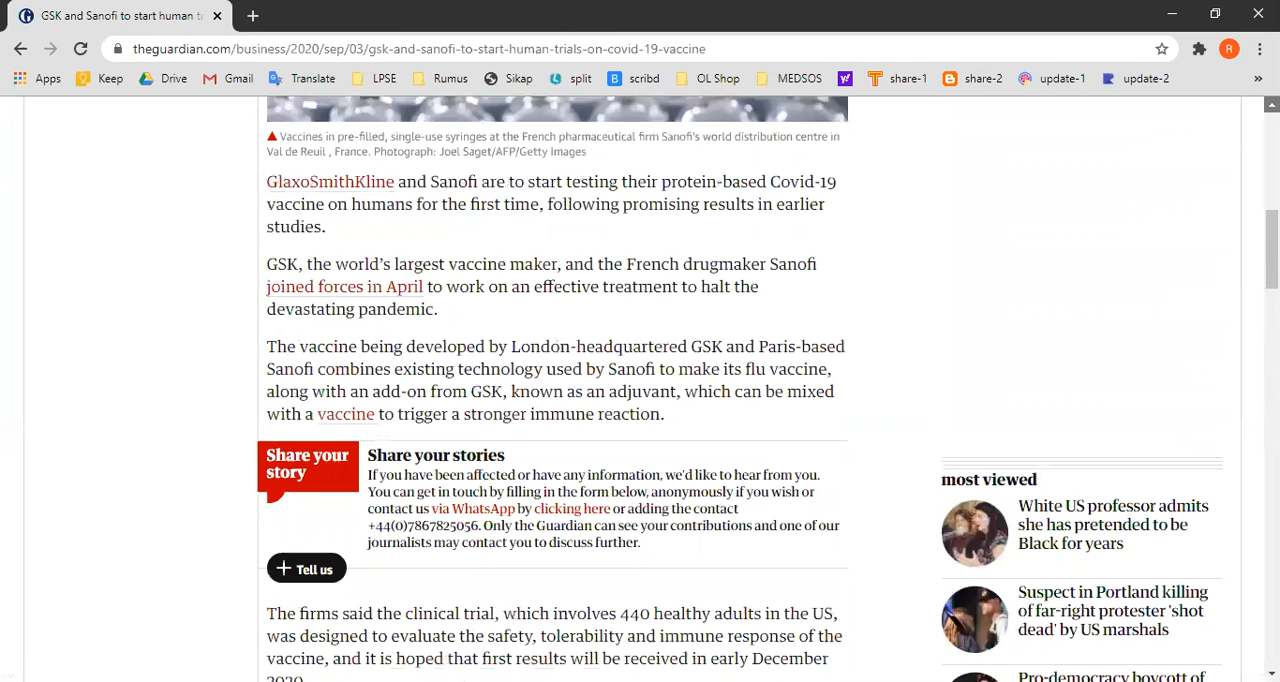 GSK and Sanofi to start human t
theguardian.com/business/2020/sep/03/gsk-and-sanofi-to-start-human-trials-on-covid-19-vaccine
R
Apps Keep Drive Gmail Translate LPSE Rumus Sikap split scribd OL Shop MEDSOS share-1 share-2 update-1 update-2 »
Vaccines in pre-filled, single-use syringes at the French pharmaceutical firm Sanofi's world distribution centre in
Val de Reuil , France. Photograph: Joel Saget/AFP/Getty Images
GlaxoSmithKline and Sanofi are to start testing their protein-based Covid-19
vaccine on humans for the first time, following promising results in earlier
studies.
GSK, the world's largest vaccine maker, and the French drugmaker Sanofi
joined forces in April to work on an effective treatment to halt the
devastating pandemic.
The vaccine being developed by London-headquartered GSK and Paris-based
Sanofi combines existing technology used by Sanofi to make its flu vaccine,
along with an add-on from GSK, known as an adjuvant, which can be mixed
with a vaccine to trigger a stronger immune reaction.
Share your
story
Share your stories
If you have been affected or have any information, we'd like to hear from you.
You can get in touch by filling in the form below, anonymously if you wish or
contact us via WhatsApp by clicking here or adding the contact
+44(0)7867825056. Only the Guardian can see your contributions and one of our
journalists may contact you to discuss further.
+ Tell us
The firms said the clinical trial, which involves 440 healthy adults in the US,
was designed to evaluate the safety, tolerability and immune response of the
vaccine, and it is hoped that first results will be received in early December
2020.
most viewed
White US professor admits
she has pretended to be
Black for years
Suspect in Portland killing
of far-right protester 'shot
dead' by US marshals
Pro-democracy boycott of